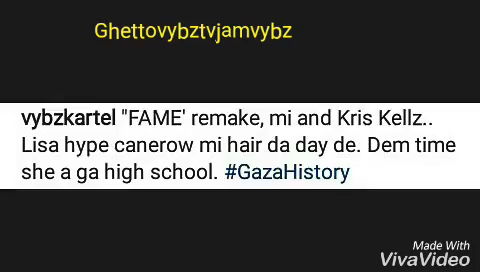 Ghettovybztvjamvybz
vybzkartel "FAME' remake, mi and Kris Kellz..
Lisa hype canerow mi hair da day de. Dem time
she a ga high school. #GazaHistory
Made With
VivaVideo